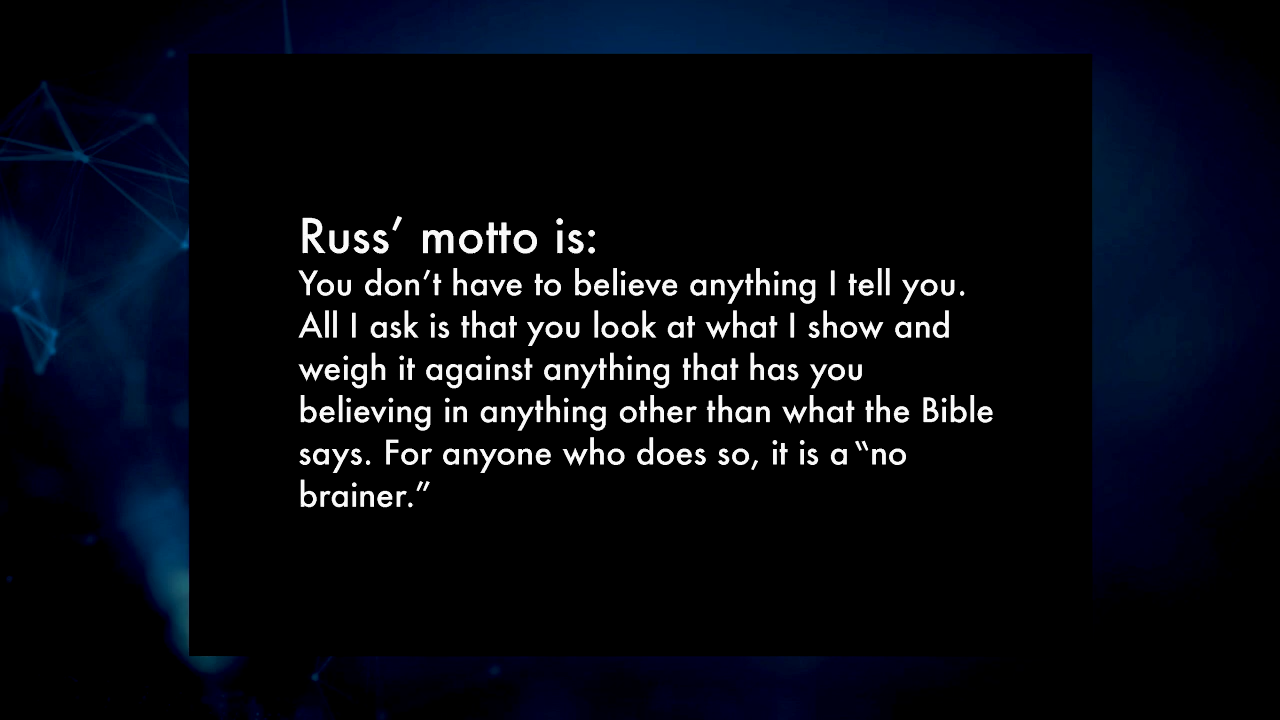 Russ’ motto is:
You don’t have to believe anything I tell you.
All I ask is that you look at what I show and
weigh it against anything that has you
believing in anything other than what the Bible
says. For anyone who does so, it is a “no
brainer.”